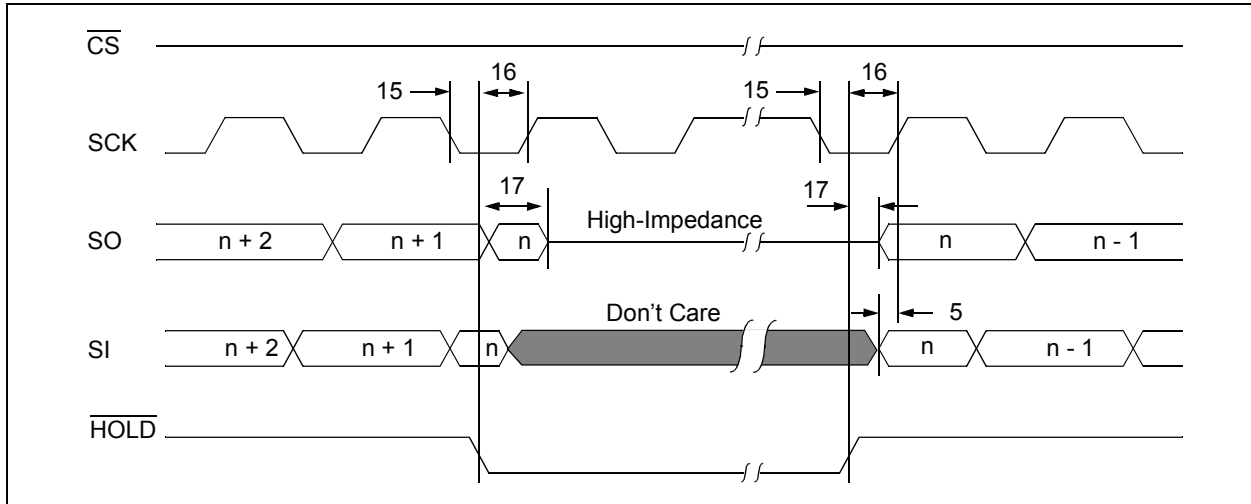 CS
16
16
15
15
SCK
17
17
High-Impedance
SO
n + 2
n + 1
n
n
n - 1
Don't Care
5
SI
n + 2
n + 1
n
n
n - 1
HOLD